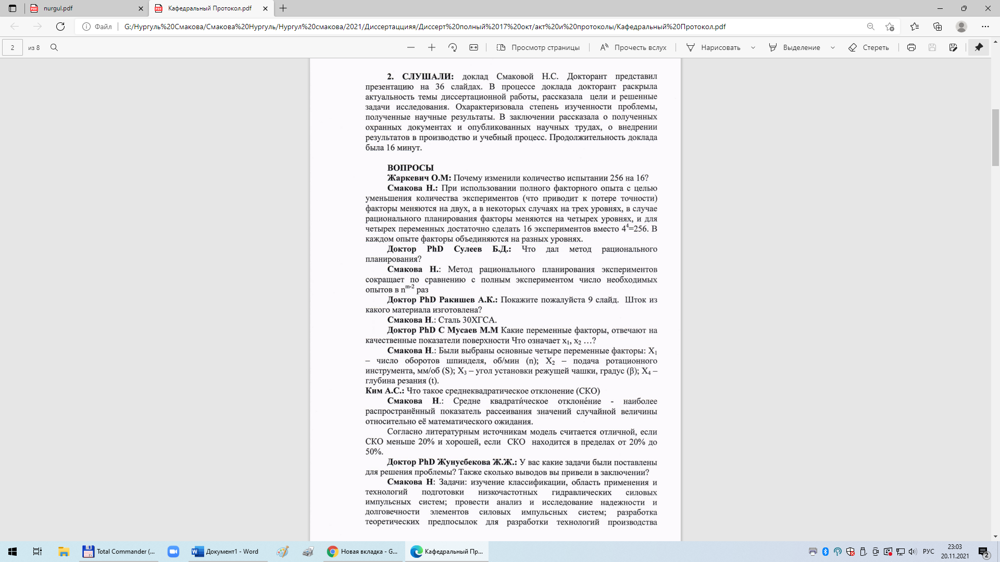 nurgul.pdf
Кафедральный Протокол.pdf
Файл
G:/Нургуль%20Смакова/Смакова%20Нургуль/Нургул%20смакова/2021/Диссертаццияя/Диссерт%20полный%2017%20окт/акт%20и%20протоколы/Кафедральный%20Протокол.pdf
2 из 8
Просмотр страницы
Прочесть вслух
Нарисовать
Выделение
Стереть
2. СЛУШАЛИ: доклад Смаковой Н.С. Докторант представил
презентацию на 36 слайдах. В процессе доклада докторант раскрыла
актуальность темы диссертационной работы, рассказала цели и решенные
задачи исследования. Охарактеризовала степень изученности проблемы,
полученные научные результаты. В заключении рассказала о полученных
охранных документах и опубликованных научных трудах, о внедрении
результатов в производство и учебный процесс. Продолжительность доклада
была 16 минут.
ВОПРОСЫ
Жаркевич О.М: Почему изменили количество испытании 256 на 16?
Смакова Н.: При использовании полного факторного опыта с целью
уменьшения количества экспериментов (что приводит к потере точности)
факторы меняются на двух, а в некоторых случаях на трех уровнях, в случае
рационального планирования факторы меняются на четырех уровнях, и для
четырех переменных достаточно сделать 16 экспериментов вместо 4⁴=256. В
каждом опыте факторы объединяются на разных уровнях.
Доктор PhD Сулеев Б.Д.: Что дал метод рационального
планирования?
Смакова Н.: Метод рационального планирования экспериментов
сокращает по сравнению с полным экспериментом число необходимых
опытов в nᵐ⁻² раз
Доктор PhD Ракишев А.К.: Покажите пожалуйста 9 слайд. Шток из
какого материала изготовлена?
Смакова Н.: Сталь 30ХГСА.
Доктор PhD С Мусаев М.М Какие переменные факторы, отвечают на
качественные показатели поверхности Что означает x₁, x₂ …?
Смакова Н.: Были выбраны основные четыре переменные факторы: X₁
– число оборотов шпинделя, об/мин (n); X₂ – подача ротационного
инструмента, мм/об (S); X₃ – угол установки режущей чашки, градус (β); X₄ –
глубина резания (t).
Ким А.С.: Что такое среднеквадратическое отклонение (СКО)
Смакова Н.: Средне квадрати́ческое отклоне́ние - наиболее
распространённый показатель рассеивания значений случайной величины
относительно её математического ожидания.
Согласно литературным источникам модель считается отличной, если
СКО меньше 20% и хорошей, если СКО находится в пределах от 20% до
50%.
Доктор PhD Жунусбекова Ж.Ж.: У вас какие задачи были поставлены
для решения проблемы? Также сколько выводов вы привели в заключении?
Смакова Н: Задачи: изучение классификации, область применения и
технологий подготовки низкочастотных гидравлических силовых
импульсных систем; провести анализ и исследование надежности и
долговечности элементов силовых импульсных систем; разработка
теоретических предпосылок для разработки технологий производства
Total Commander (...
Документ1 - Word
Новая вкладка - G...
Кафедральный Пр...
РУС
23:03
20.11.2021
2